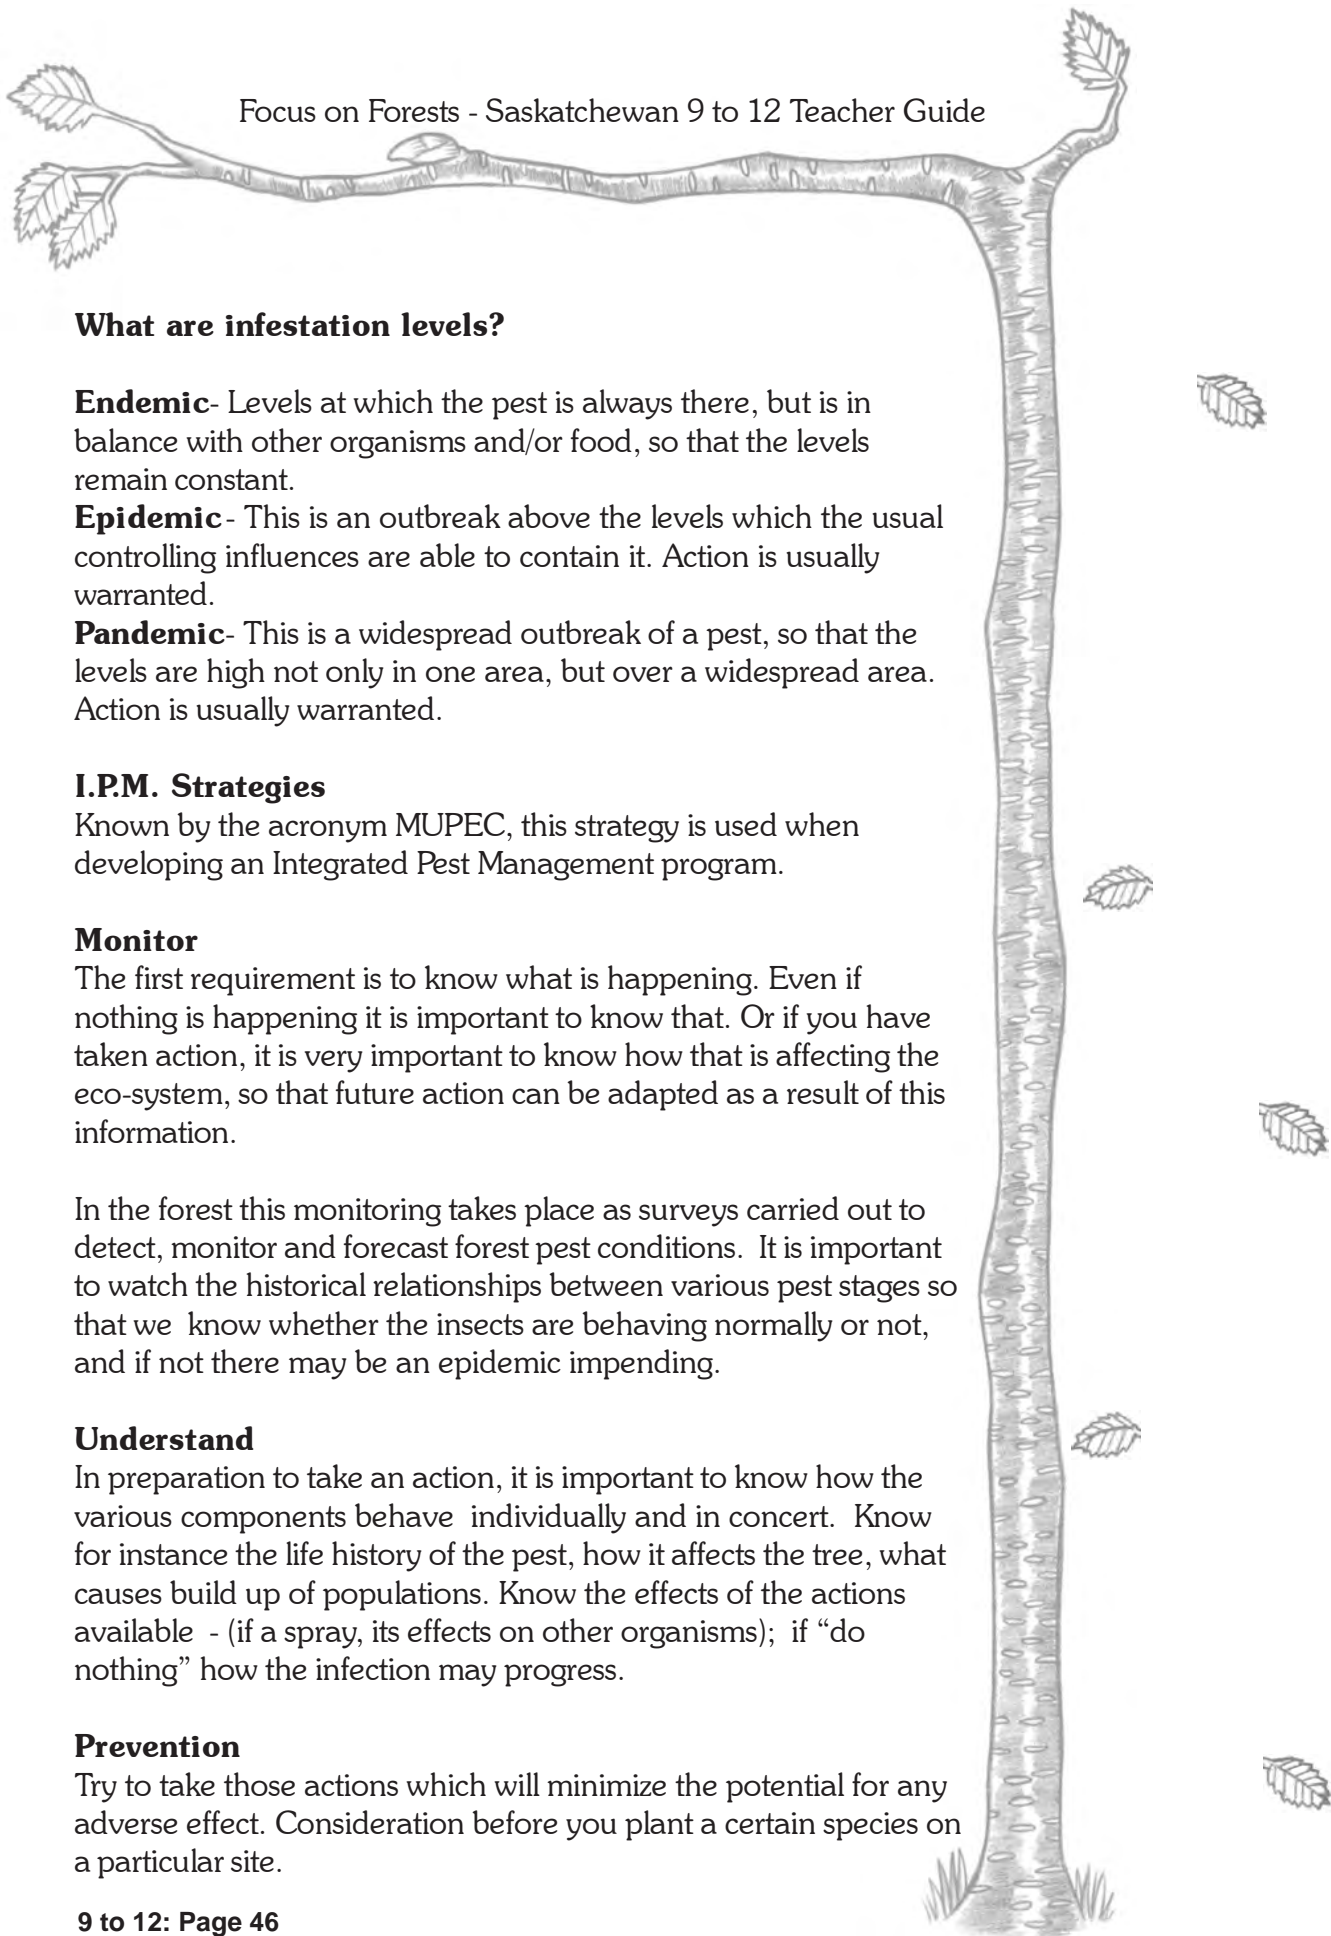 Focus on Forests - Saskatchewan 9 to 12 Teacher Guide
What are infestation levels?
Endemic- Levels at which the pest is always there, but is in
balance with other organisms and/or food, so that the levels
remain constant.
Epidemic- This is an outbreak above the levels which the usual
controlling influences are able to contain it. Action is usually
warranted.
Pandemic- This is a widespread outbreak of a pest, so that the
levels are high not only in one area, but over a widespread area.
Action is usually warranted.
I.P.M. Strategies
Known by the acronym MUPEC, this strategy is used when
developing an Integrated Pest Management program.
Monitor
The first requirement is to know what is happening. Even if
nothing is happening it is important to know that. Or if you have
taken action, it is very important to know how that is affecting the
eco-system, so that future action can be adapted as a result of this
information.
In the forest this monitoring takes place as surveys carried out to
detect, monitor and forecast forest pest conditions. It is important
to watch the historical relationships between various pest stages so
that we know whether the insects are behaving normally or not,
and if not there may be an epidemic impending.
Understand
In preparation to take an action, it is important to know how the
various components behave individually and in concert. Know
for instance the life history of the pest, how it affects the tree, what
causes build up of populations. Know the effects of the actions
available - (if a spray, its effects on other organisms); if “do
nothing” how the infection may progress.
Prevention
Try to take those actions which will minimize the potential for any
adverse effect. Consideration before you plant a certain species on
a particular site.
9 to 12: Page 46